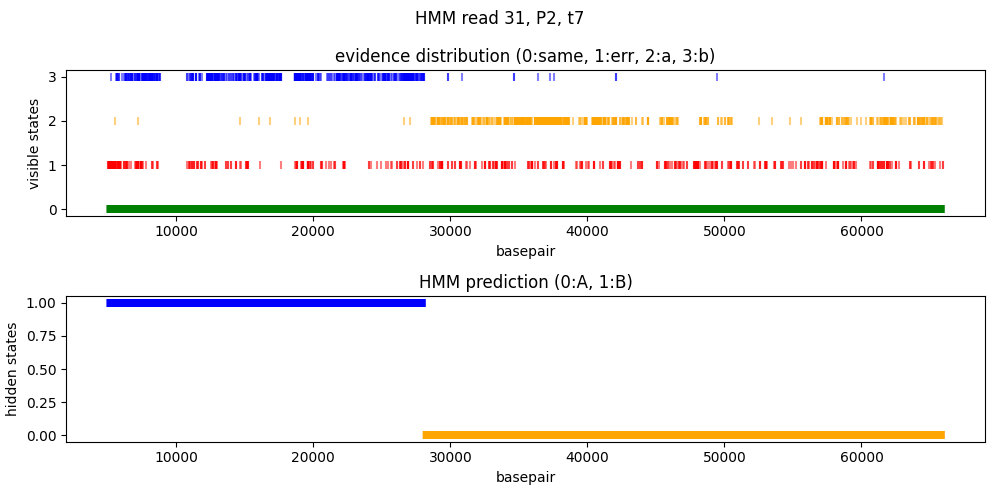 HMM read 31, P2, t7
evidence distribution (0:same, 1:err, 2:a, 3:b)
visible states
3
2
1
0
10000 20000 30000 40000 50000 60000
basepair
HMM prediction (0:A, 1:B)
hidden states
1.00
0.75
0.50
0.25
0.00
10000 20000 30000 40000 50000 60000
basepair